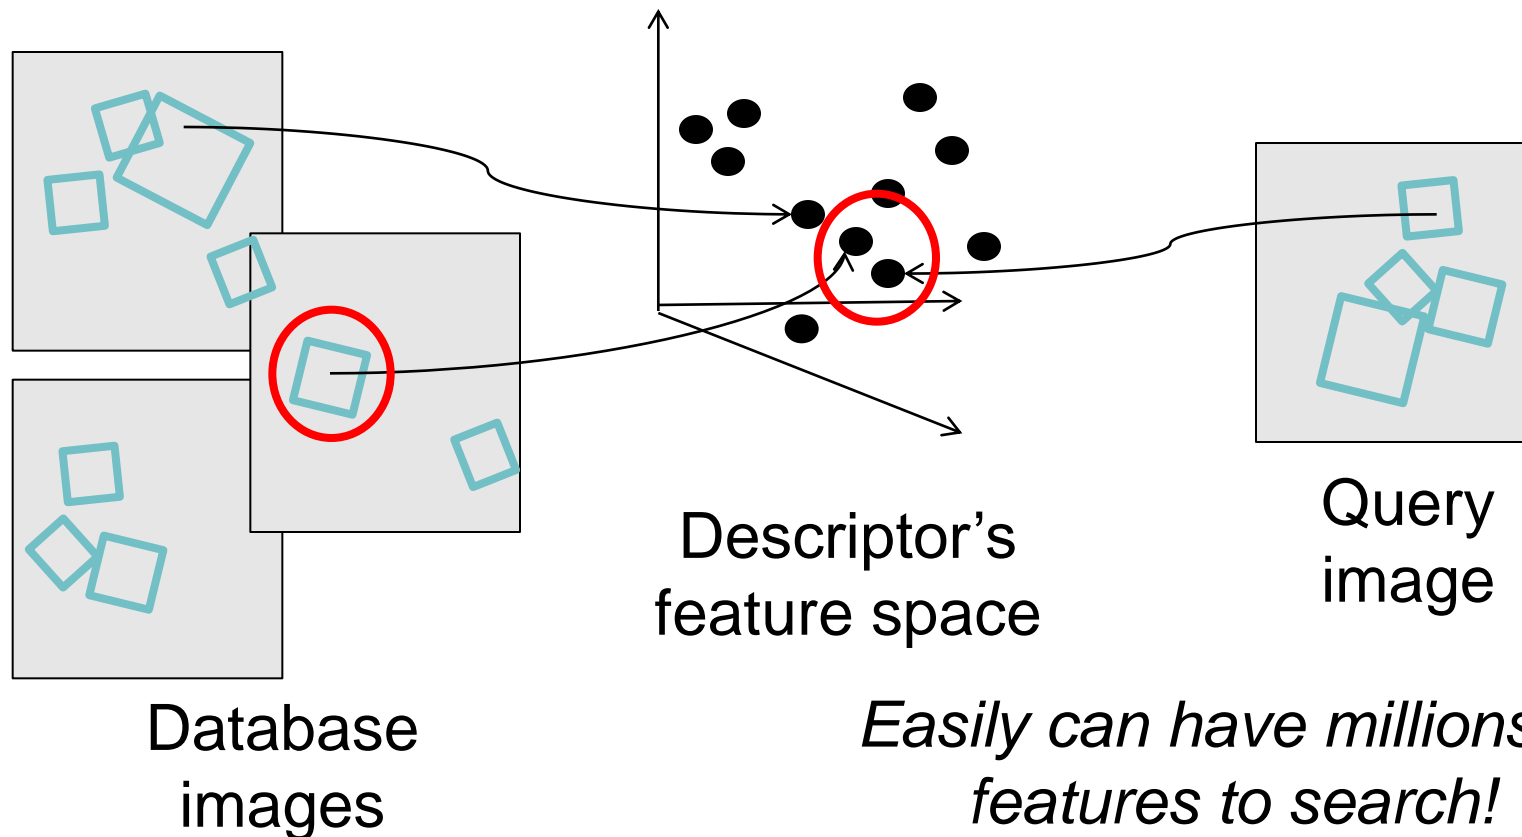 Descriptor’s
feature space
Query
image
Database
images
Easily can have millions
features to search!